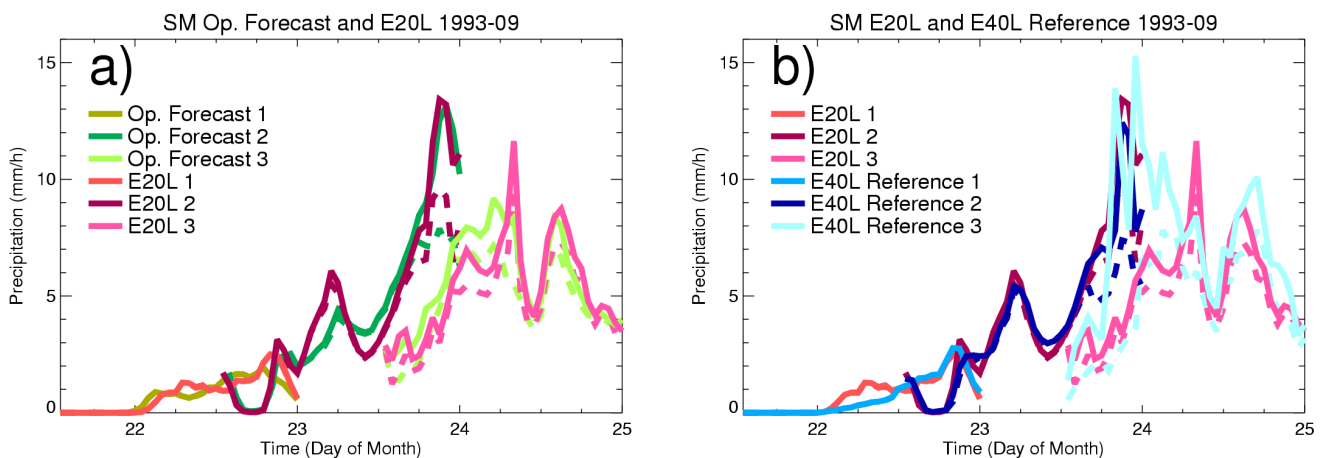 SM Op. Forecast and E20L 1993-09
a)
15
10
5
0
Precipitation (mm/h)
Op. Forecast 1
Op. Forecast 2
Op. Forecast 3
E20L 1
E20L 2
E20L 3
22
23
24
25
Time (Day of Month)
SM E20L and E40L Reference 1993-09
b)
15
10
5
0
Precipitation (mm/h)
E20L 1
E20L 2
E20L 3
E40L Reference 1
E40L Reference 2
E40L Reference 3
22
23
24
25
Time (Day of Month)